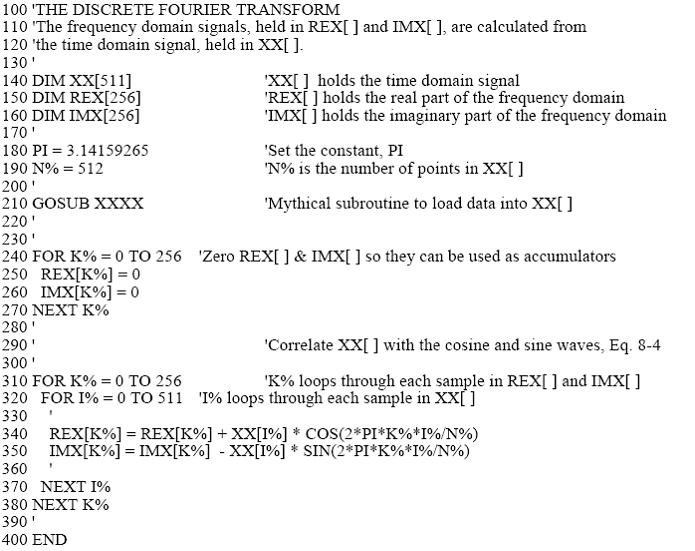 100 'THE DISCRETE FOURIER TRANSFORM
110 'The frequency domain signals, held in REX[ ] and IMX[ ], are calculated from
120 'the time domain signal, held in XX[ ].
130 '
140 DIM XX[511] 'XX[ ] holds the time domain signal
150 DIM REX[256] 'REX[ ] holds the real part of the frequency domain
160 DIM IMX[256] 'IMX[ ] holds the imaginary part of the frequency domain
170 '
180 PI = 3.14159265 'Set the constant, PI
190 N% = 512 'N% is the number of points in XX[ ]
200 '
210 GOSUB XXXX 'Mythical subroutine to load data into XX[ ]
220 '
230 '
240 FOR K% = 0 TO 256 'Zero REX[ ] & IMX[ ] so they can be used as accumulators
250 REX[K%] = 0
260 IMX[K%] = 0
270 NEXT K%
280 '
290 ' 'Correlate XX[ ] with the cosine and sine waves, Eq. 8-4
300 '
310 FOR K% = 0 TO 256 'K% loops through each sample in REX[ ] and IMX[ ]
320 FOR I% = 0 TO 511 'I% loops through each sample in XX[ ]
330 '
340 REX[K%] = REX[K%] + XX[I%] * COS(2*PI*K%*I%/N%)
350 IMX[K%] = IMX[K%] - XX[I%] * SIN(2*PI*K%*I%/N%)
360 '
370 NEXT I%
380 NEXT K%
390 '
400 END